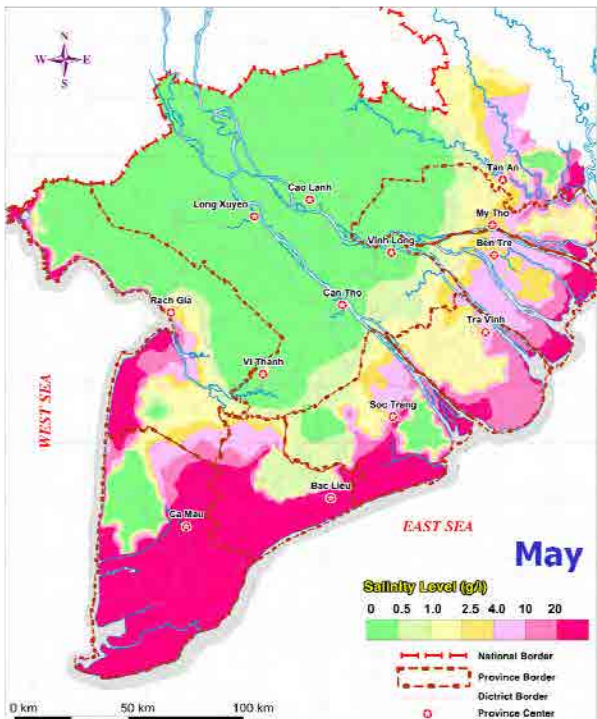 N
W E
S
Tan An
Cao Lanh
Long Xuyen
My Tho
Vinh Long
Ben Tre
Rach Gia
Can Tho
Tra Vinh
Vi Thanh
Soc Trang
WEST SEA
Bac Lieu
Ca Mau
EAST SEA
May
Salinity Level (g/l)
0 0.5 1.0 2.5 4.0 10 20
National Border
Province Border
District Border
Province Center
0 km 50 km 100 km